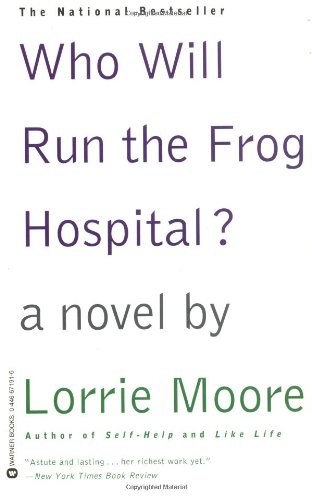 The National Bestseller
Who Will
Run the Frog
Hospital?
a novel by
Lorrie Moore
Author of Self-Help and Like Life
"Astute and lasting . . . her richest work yet."
—New York Times Book Review
WARNER BOOKS 0-446-67191-6